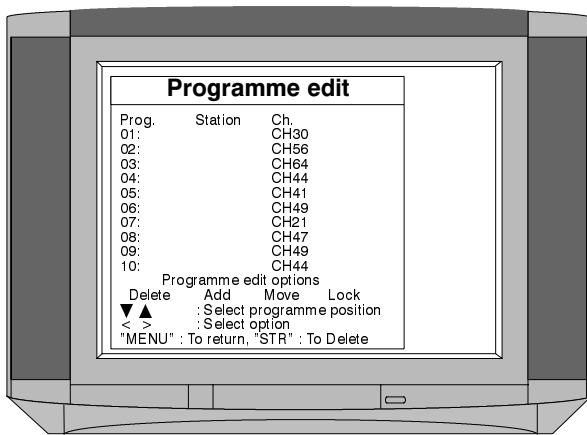 Programme edit
Prog. Station Ch.
01: CH30
02: CH56
03: CH64
04: CH44
05: CH41
06: CH49
07: CH21
08: CH47
09: CH49
10: CH44
Programme edit options
Delete Add Move Lock
▼ ▲ : Select programme position
< > : Select option
"MENU" : To return, "STR" : To Delete